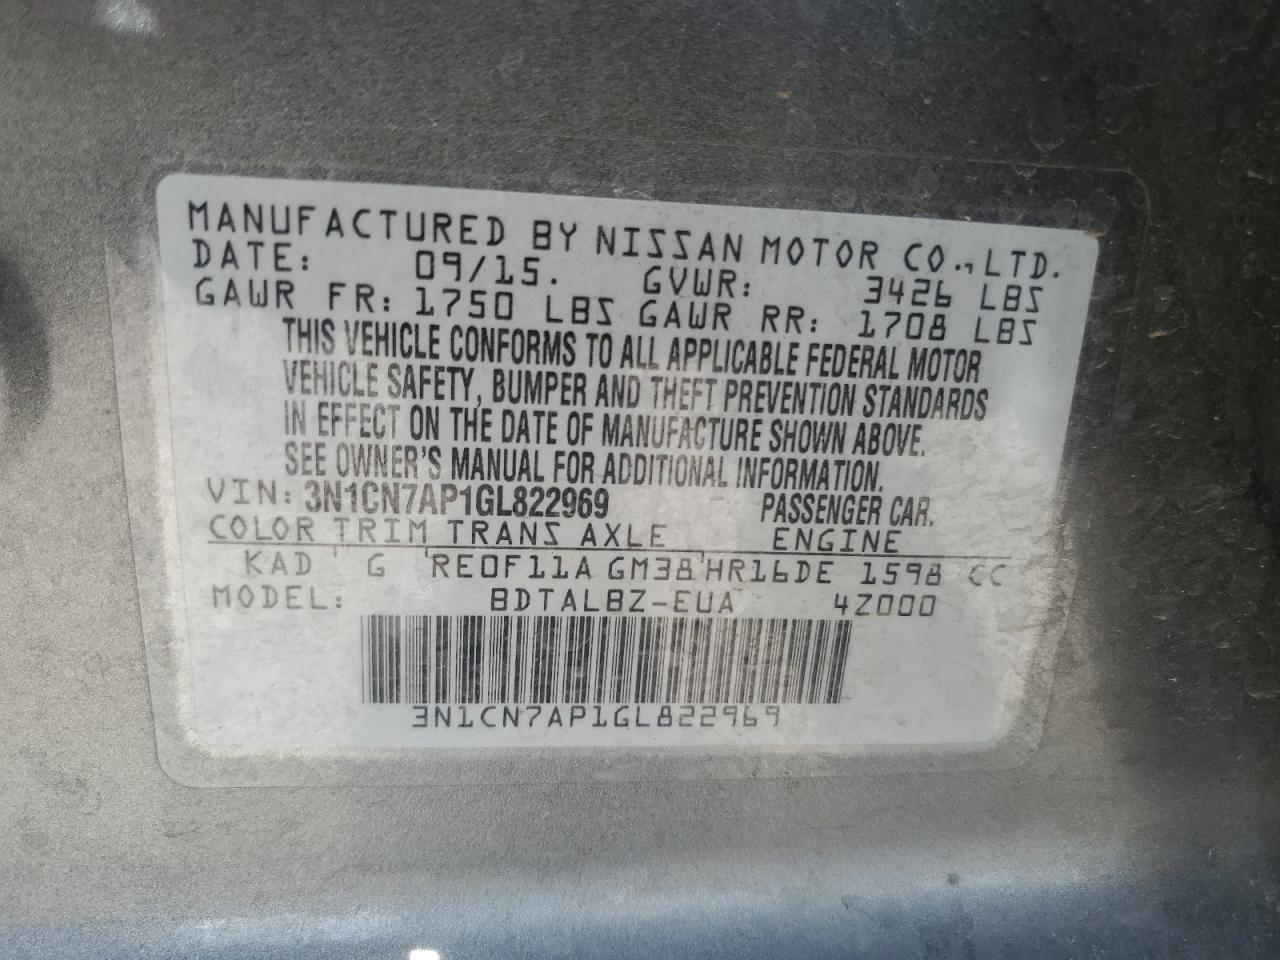 MANUFACTURED BY NISSAN MOTOR CO., LTD.
DATE: 09/15. GVWR: 3426 LBS
GAWR FR: 1750 LBS GAWR RR: 1708 LBS
THIS VEHICLE CONFORMS TO ALL APPLICABLE FEDERAL MOTOR
VEHICLE SAFETY, BUMPER AND THEFT PREVENTION STANDARDS
IN EFFECT ON THE DATE OF MANUFACTURE SHOWN ABOVE.
SEE OWNER'S MANUAL FOR ADDITIONAL INFORMATION.
VIN: 3N1CN7AP1GL822969 PASSENGER CAR.
COLOR TRIM TRANS AXLE ENGINE
KAD G RE0F11A GM38 HR16DE 1598 CC
MODEL: BDTALBZ-EUA 4Z000
3N1CN7AP1GL822969